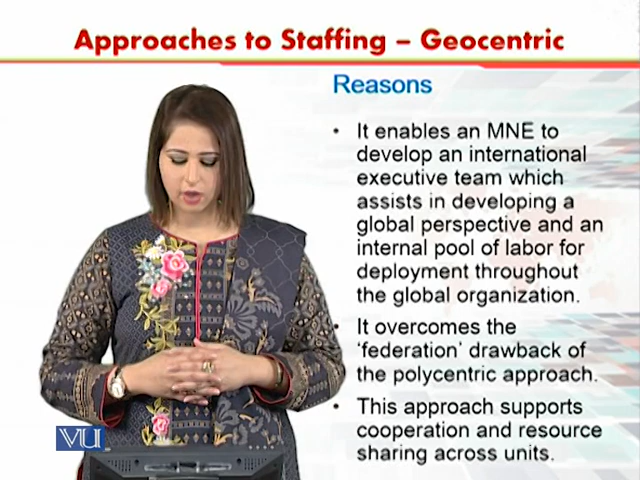 Approaches to Staffing – Geocentric
Reasons
• It enables an MNE to
develop an international
executive team which
assists in developing a
global perspective and an
internal pool of labor for
deployment throughout
the global organization.
• It overcomes the
‘federation’ drawback of
the polycentric approach.
• This approach supports
cooperation and resource
sharing across units.
VU